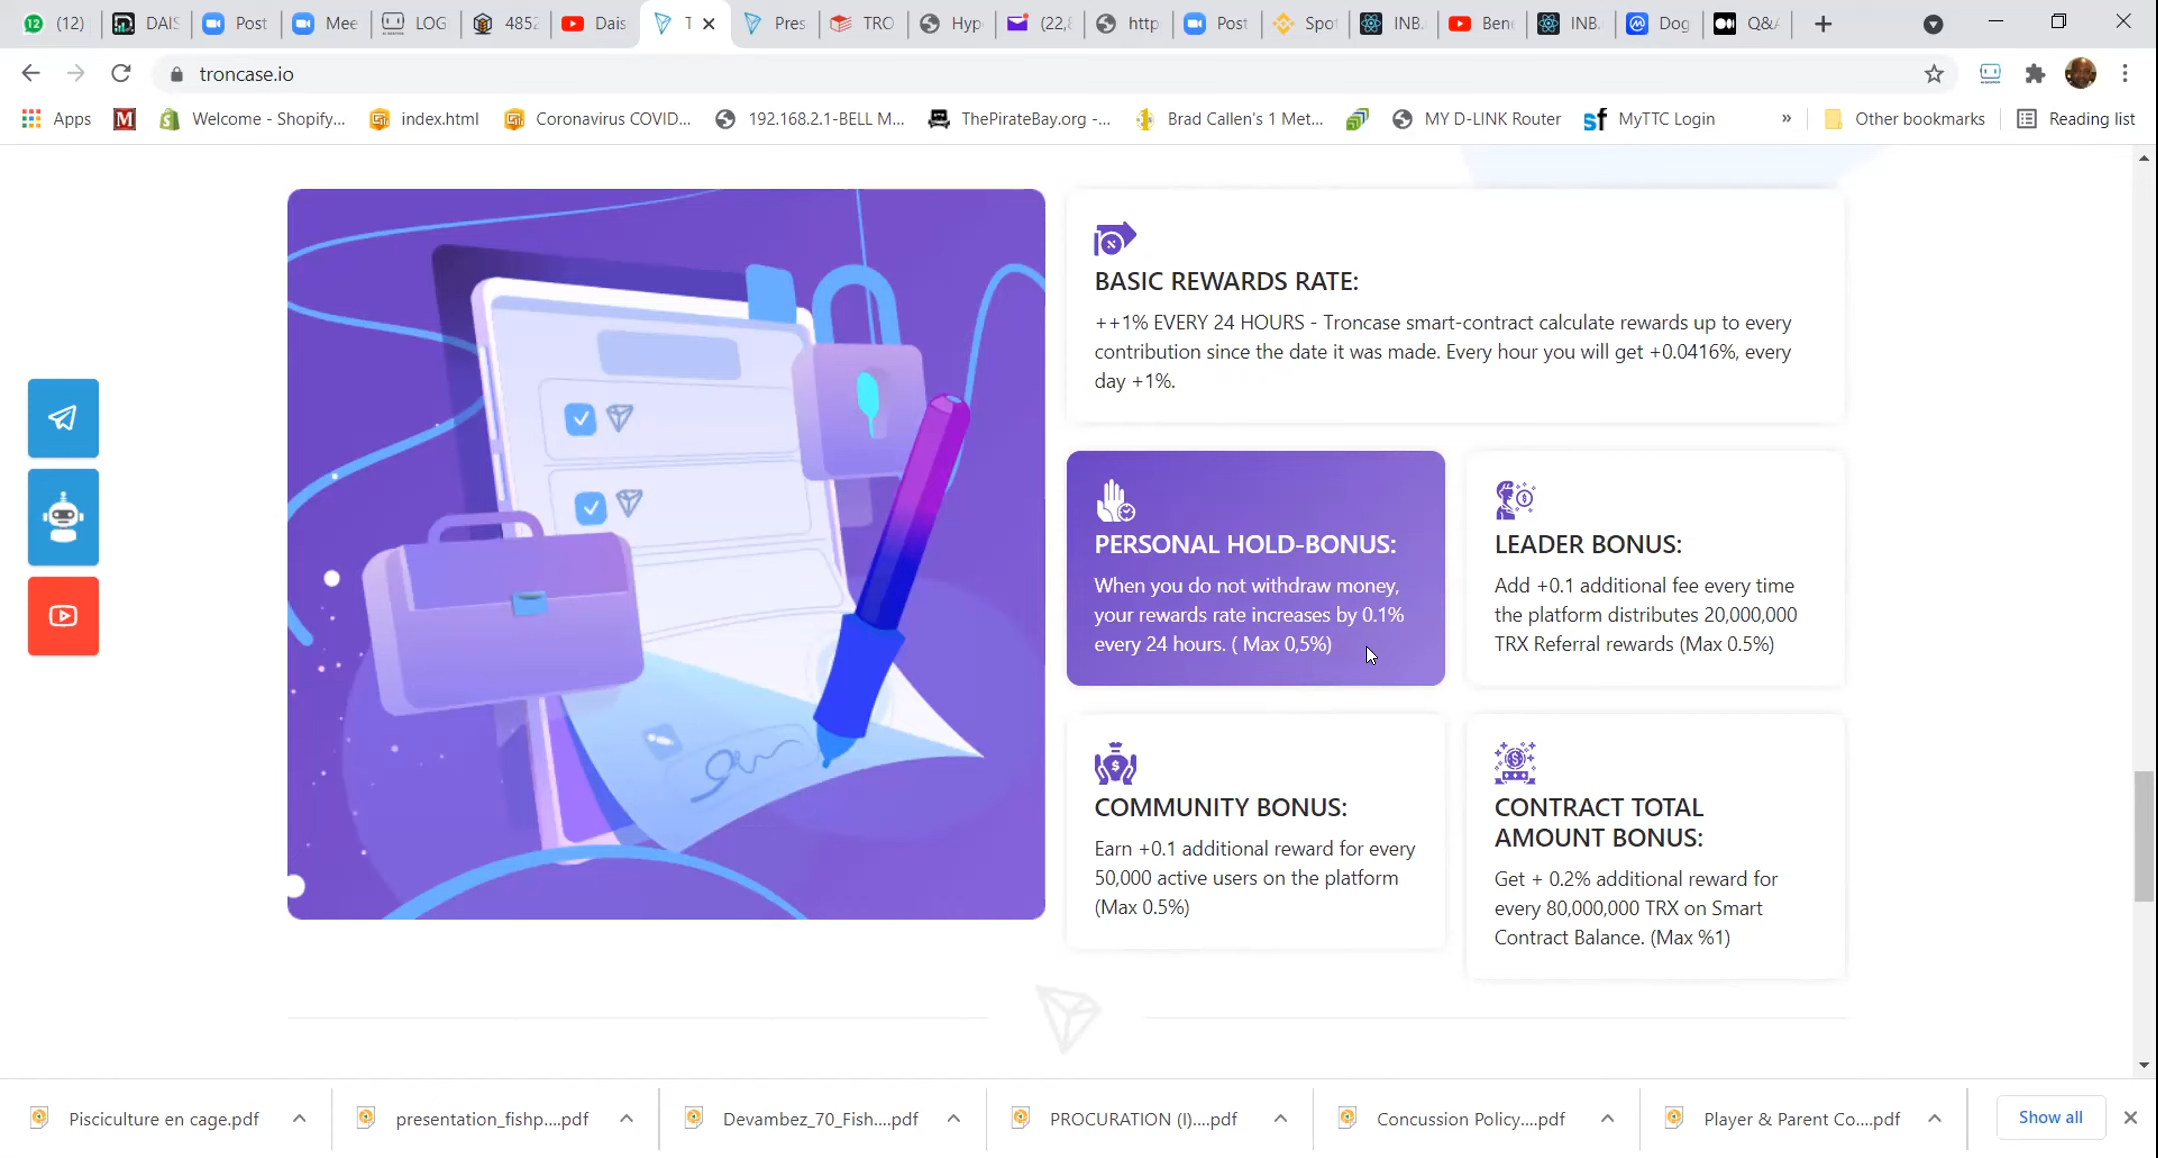 12 (12) DAIS Post Mee LOG 4852 Dais T Pres TRO Hyp (22,8 http Post Spot INB. Ben INB. Dog Q&A
troncase.io
Apps M Welcome - Shopify... index.html Coronavirus COVID... 192.168.2.1-BELL M... ThePirateBay.org -... Brad Callen's 1 Met... MY D-LINK Router sf MyTTC Login » Other bookmarks Reading list
BASIC REWARDS RATE:
++1% EVERY 24 HOURS - Troncase smart-contract calculate rewards up to every
contribution since the date it was made. Every hour you will get +0.0416%, every
day +1%.
PERSONAL HOLD-BONUS:
When you do not withdraw money,
your rewards rate increases by 0.1%
every 24 hours. ( Max 0,5%)
LEADER BONUS:
Add +0.1 additional fee every time
the platform distributes 20,000,000
TRX Referral rewards (Max 0.5%)
COMMUNITY BONUS:
Earn +0.1 additional reward for every
50,000 active users on the platform
(Max 0.5%)
CONTRACT TOTAL
AMOUNT BONUS:
Get + 0.2% additional reward for
every 80,000,000 TRX on Smart
Contract Balance. (Max %1)
Pisciculture en cage.pdf presentation_fishp....pdf Devambez_70_Fish....pdf PROCURATION (I)....pdf Concussion Policy....pdf Player & Parent Co....pdf Show all